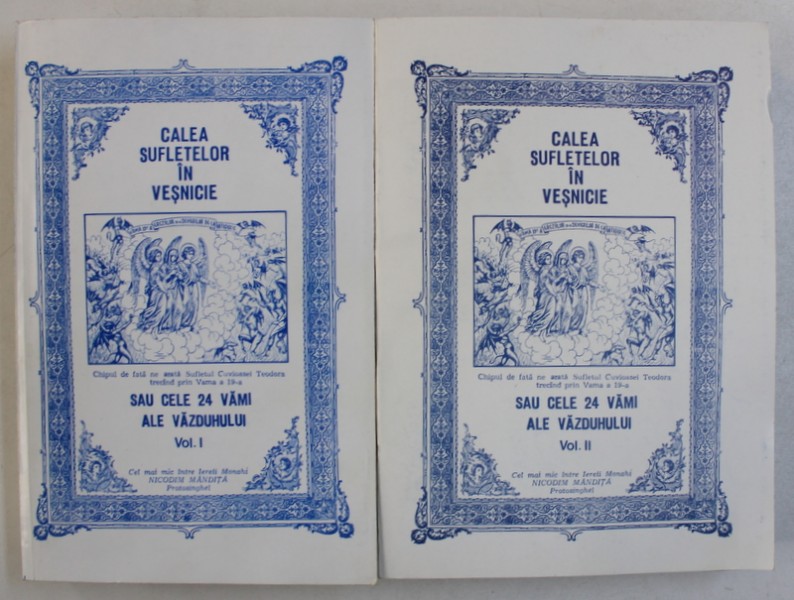 CALEA
SUFLETELOR
ÎN
VEȘNICIE
Chipul de față ne arată Sufletul Cuvioasei Teodora
trecînd prin Vama a 19-a
SAU CELE 24 VĂMI
ALE VĂZDUHULUI
Vol. I
Cel mai mic între Iereii Monahi
NICODIM MĂNDIȚĂ
Protosinghel
CALEA
SUFLETELOR
ÎN
VEȘNICIE
Chipul de față ne arată Sufletul Cuvioasei Teodora
trecînd prin Vama a 19-a
SAU CELE 24 VĂMI
ALE VĂZDUHULUI
Vol. II
Cel mai mic între Iereii Monahi
NICODIM MĂNDIȚĂ
Protosinghel